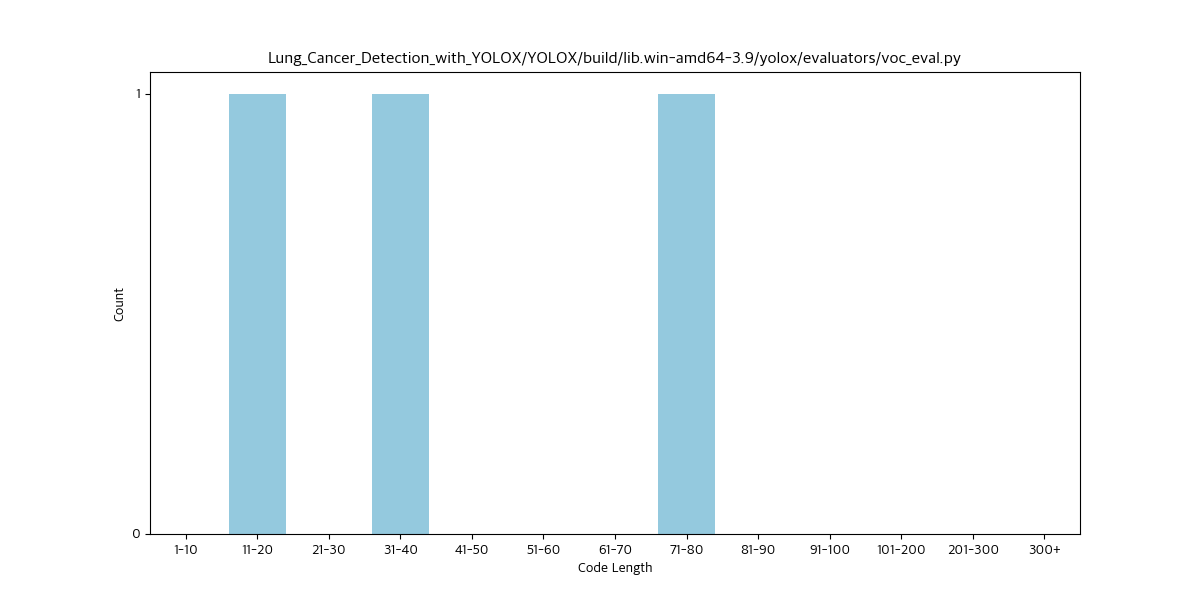 Lung_Cancer_Detection_with_YOLOX/YOLOX/build/lib.win-amd64-3.9/yolox/evaluators/voc_eval.py
1
Count
0
1-10 11-20 21-30 31-40 41-50 51-60 61-70 71-80 81-90 91-100 101-200 201-300 300+
Code Length